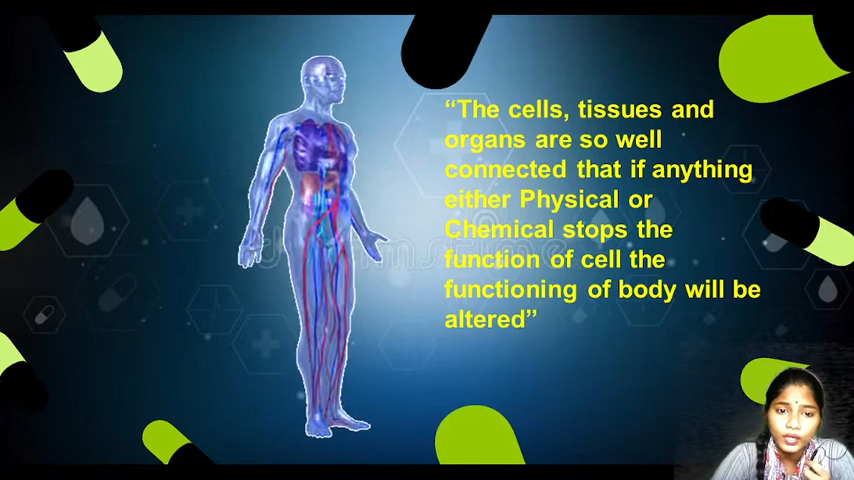 “The cells, tissues and
organs are so well
connected that if anything
either Physical or
Chemical stops the
function of cell the
functioning of body will be
altered”